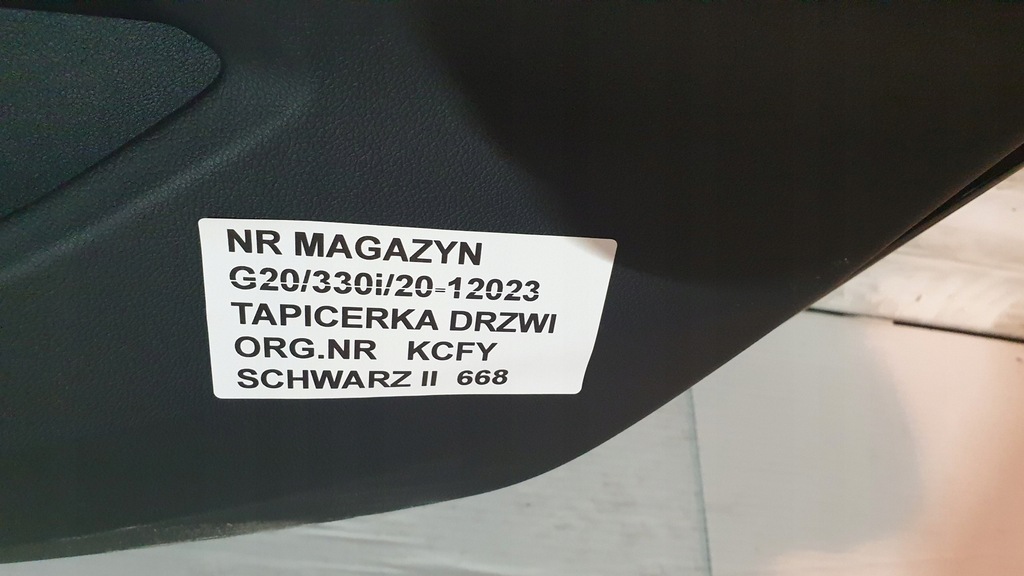 NR MAGAZYN
G20/330i/20-12023
TAPICERKA DRZWI
ORG.NR KCFY
SCHWARZ II 668